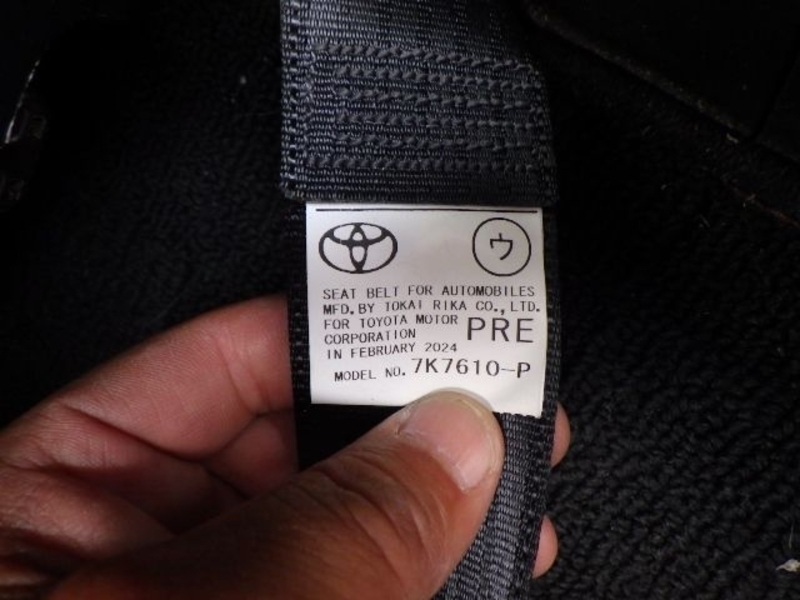 ウ
SEAT BELT FOR AUTOMOBILES
MFD. BY TOKAI RIKA CO., LTD.
FOR TOYOTA MOTOR
CORPORATION
PRE
IN FEBRUARY 2024
MODEL NO. 7K7610-P